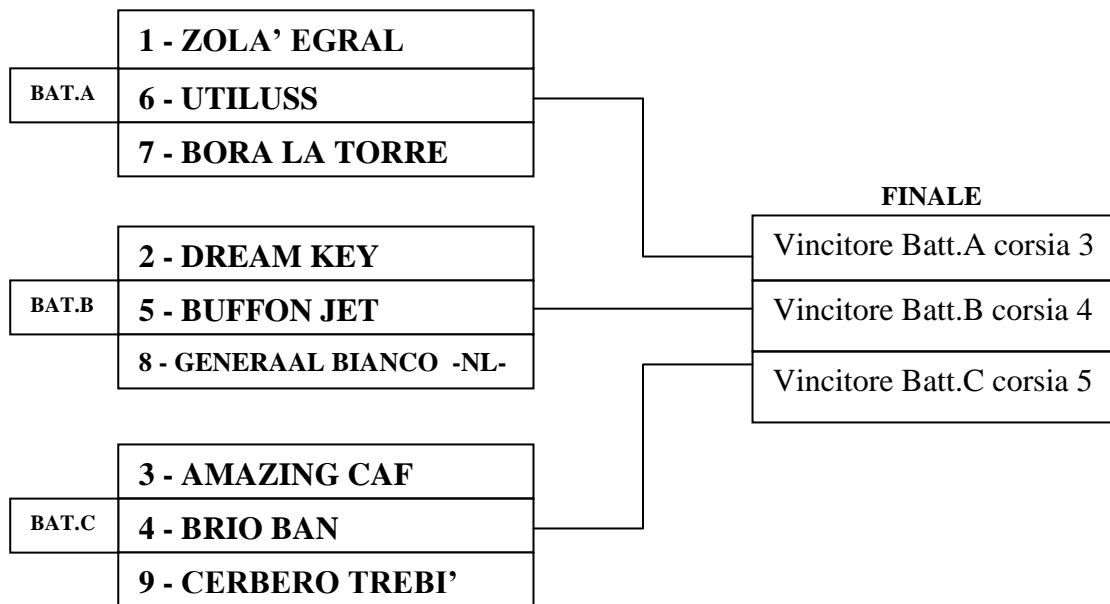 1 - ZOLA’ EGRAL
BAT.A
6 - UTILUSS
7 - BORA LA TORRE
2 - DREAM KEY
BAT.B
5 - BUFFON JET
8 - GENERAAL BIANCO -NL-
3 - AMAZING CAF
BAT.C
4 - BRIO BAN
9 - CERBERO TREBI’
FINALE
Vincitore Batt.A corsia 3
Vincitore Batt.B corsia 4
Vincitore Batt.C corsia 5